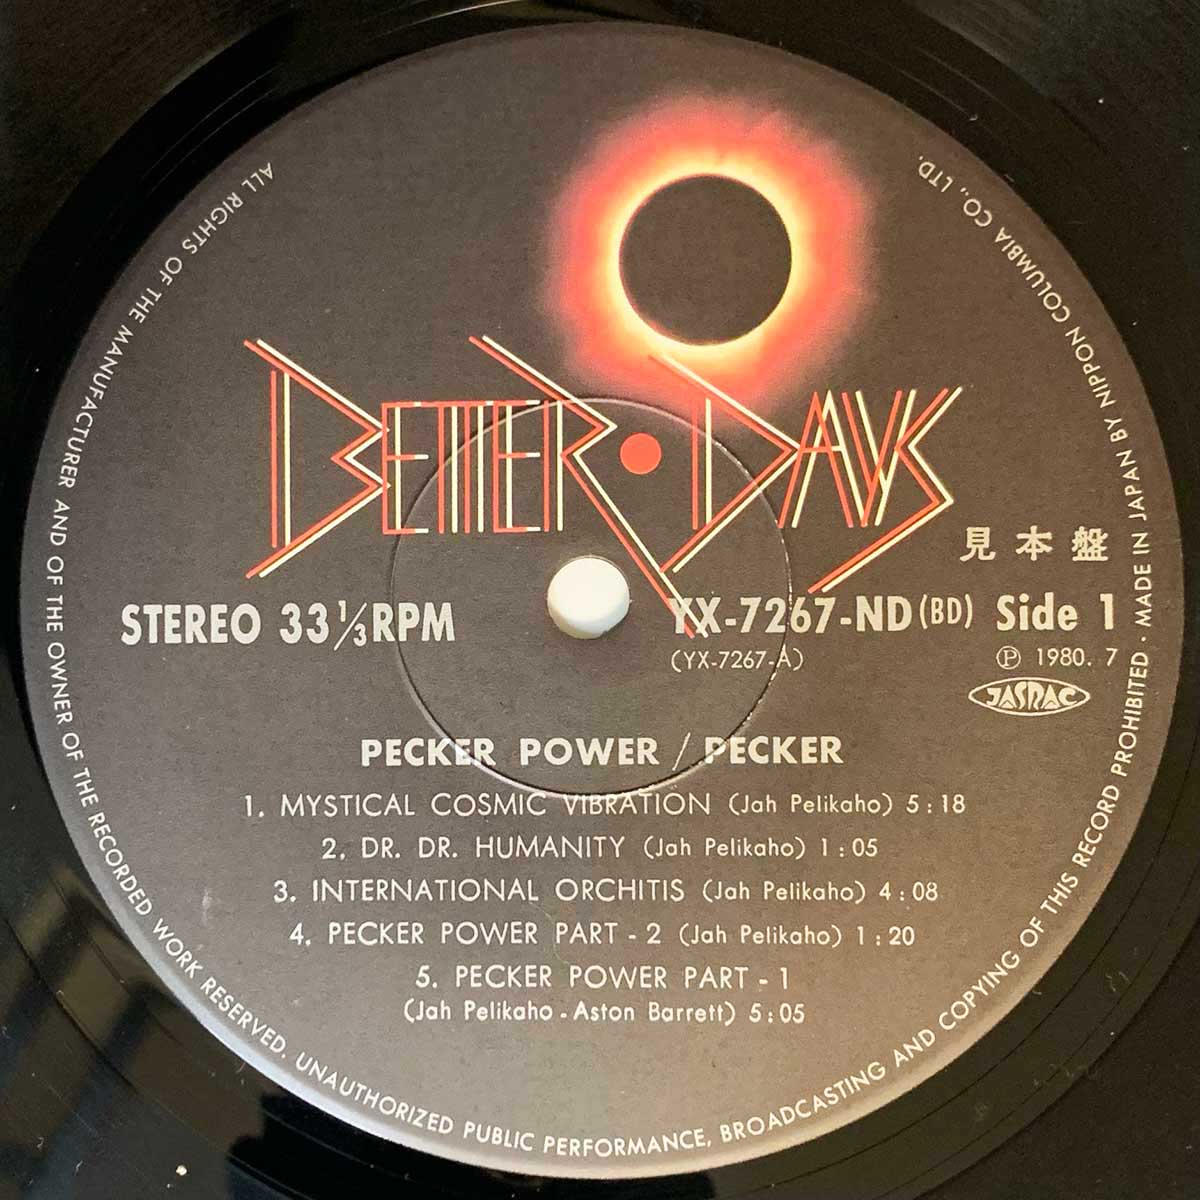 BETTER • DAYS
見本盤
STEREO 33⅓RPM
YX-7267-ND(BD) Side 1
(YX-7267-A)
Ⓟ 1980. 7
JASRAC
PECKER POWER / PECKER
1. MYSTICAL COSMIC VIBRATION (Jah Pelikaho) 5:18
2. DR. DR. HUMANITY (Jah Pelikaho) 1:05
3. INTERNATIONAL ORCHITIS (Jah Pelikaho) 4:08
4. PECKER POWER PART-2 (Jah Pelikaho) 1:20
5. PECKER POWER PART-1
(Jah Pelikaho-Aston Barrett) 5:05
ALL RIGHTS OF THE MANUFACTURER AND OF THE OWNER OF THE RECORDED WORK RESERVED. UNAUTHORIZED PUBLIC PERFORMANCE, BROADCASTING AND COPYING OF THIS RECORD PROHIBITED • MADE IN JAPAN BY NIPPON COLUMBIA CO., LTD.